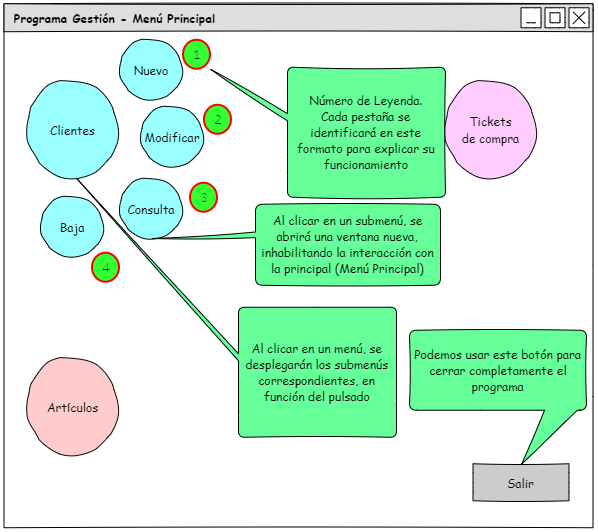 Programa Gestión - Menú Principal
Nuevo
1
Clientes
Modificar
2
Consulta
3
Baja
4
Número de Leyenda.
Cada pestaña se
identificará en este
formato para explicar su
funcionamiento
Tickets
de compra
Al clicar en un submenú, se
abrirá una ventana nueva,
inhabilitando la interacción con
la principal (Menú Principal)
Al clicar en un menú, se
desplegarán los submenús
correspondientes, en
función del pulsado
Podemos usar este botón para
cerrar completamente el
programa
Artículos
Salir